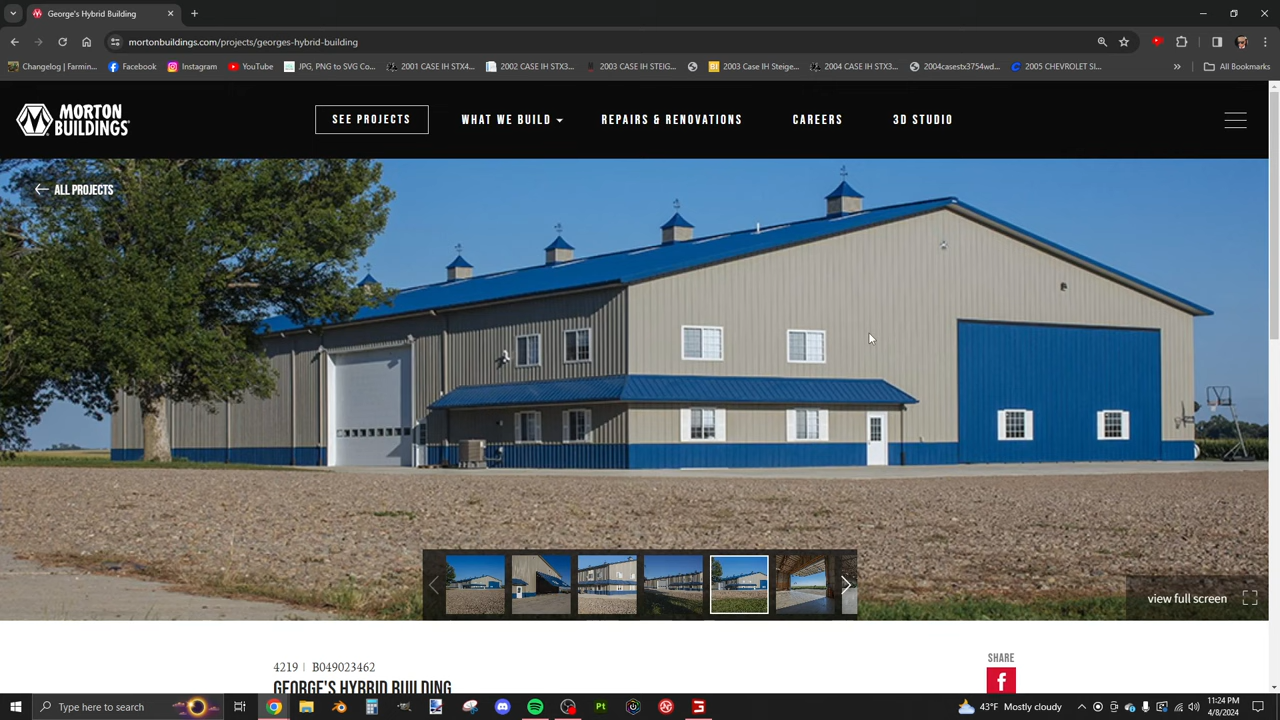 George's Hybrid Building
mortonbuildings.com/projects/georges-hybrid-building
Changelog | Farmin...
Facebook
Instagram
YouTube
JPG, PNG to SVG Co...
2001 CASE IH STX4...
2002 CASE IH STX3...
2003 CASE IH STEIG...
2003 Case IH Steige...
2004 CASE IH STX3...
704casestx3754wd...
2005 CHEVROLET SI...
»
All Bookmarks
MORTON
BUILDINGS
SEE PROJECTS
WHAT WE BUILD
REPAIRS & RENOVATIONS
CAREERS
3D STUDIO
ALL PROJECTS
view full screen
4219 | B049023462
SHARE
GEORGE'S HYBRID BUILDING
Type here to search
43°F Mostly cloudy
11:24 PM
4/8/2024